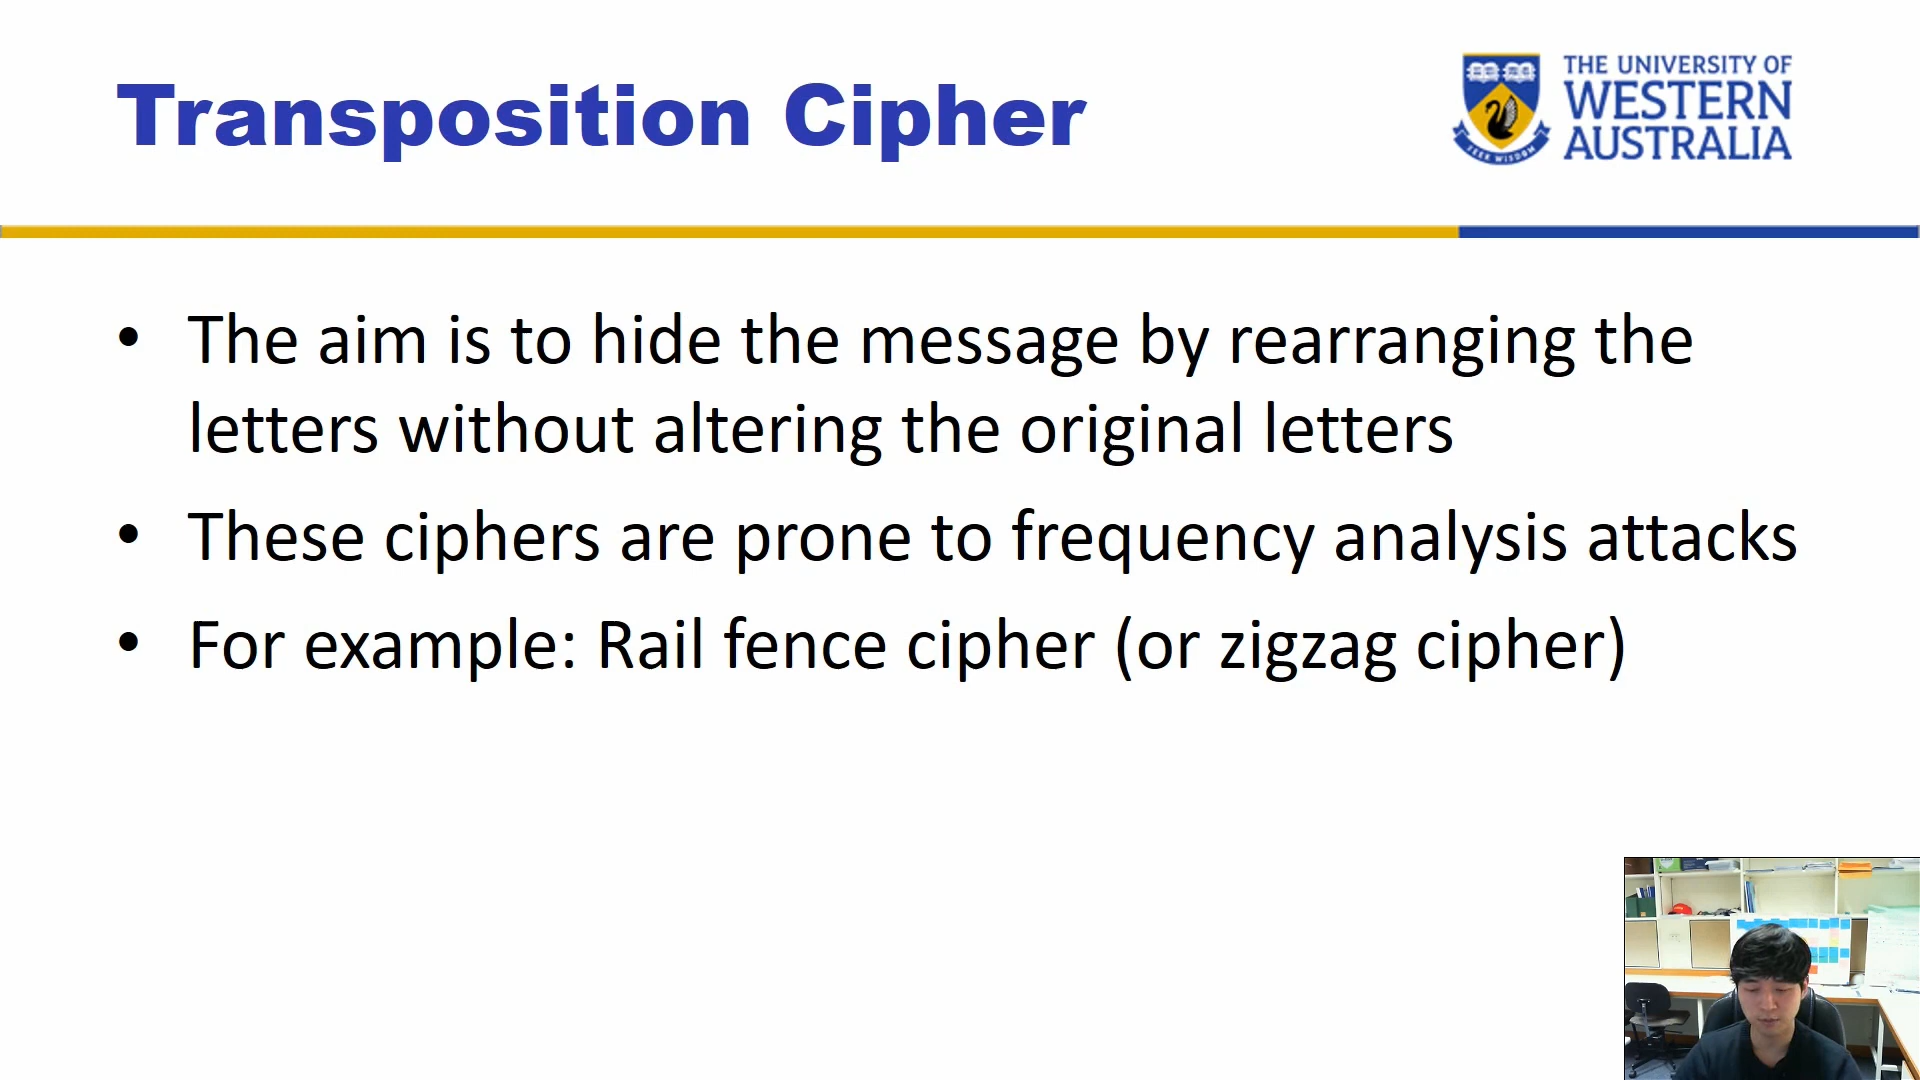 Transposition Cipher
THE UNIVERSITY OF
WESTERN
AUSTRALIA
SEEK WISDOM
• The aim is to hide the message by rearranging the
letters without altering the original letters
• These ciphers are prone to frequency analysis attacks
• For example: Rail fence cipher (or zigzag cipher)